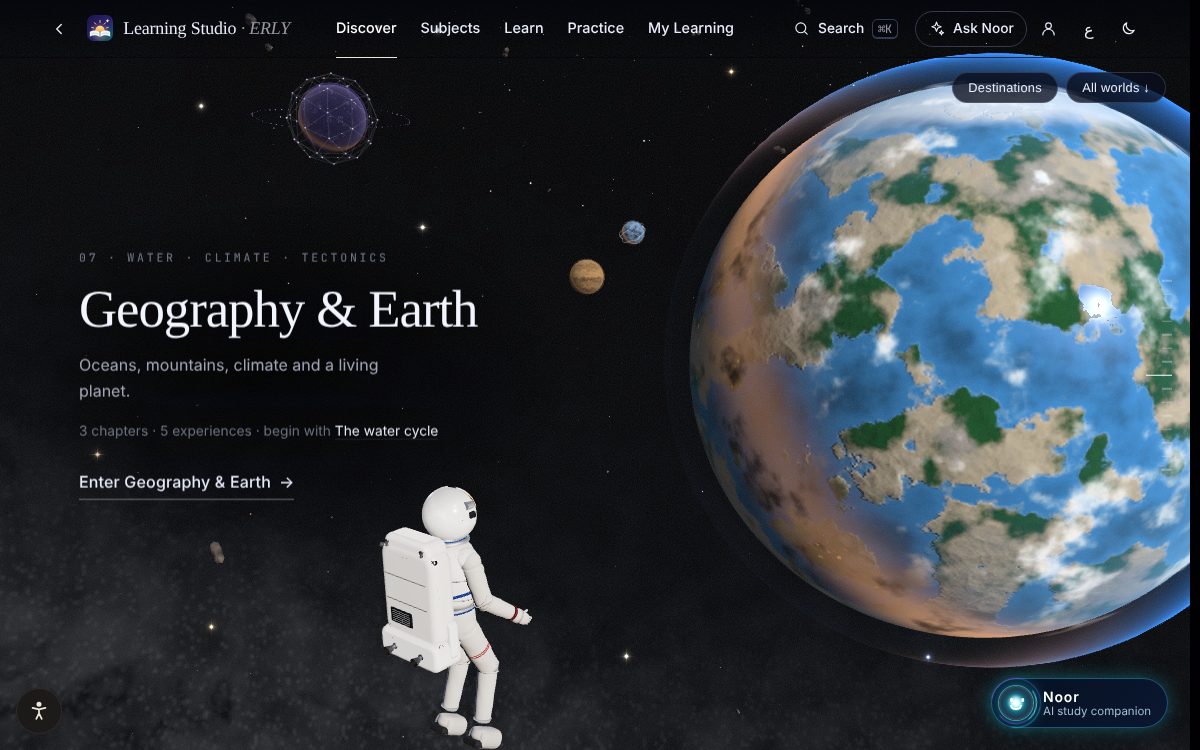 Learning Studio · ERLY
Discover
Subjects
Learn
Practice
My Learning
Search
⌘K
Ask Noor
ع
Destinations
All worlds ↓
07 · WATER · CLIMATE · TECTONICS
Geography & Earth
Oceans, mountains, climate and a living
planet.
3 chapters · 5 experiences · begin with The water cycle
Enter Geography & Earth →
Noor
AI study companion